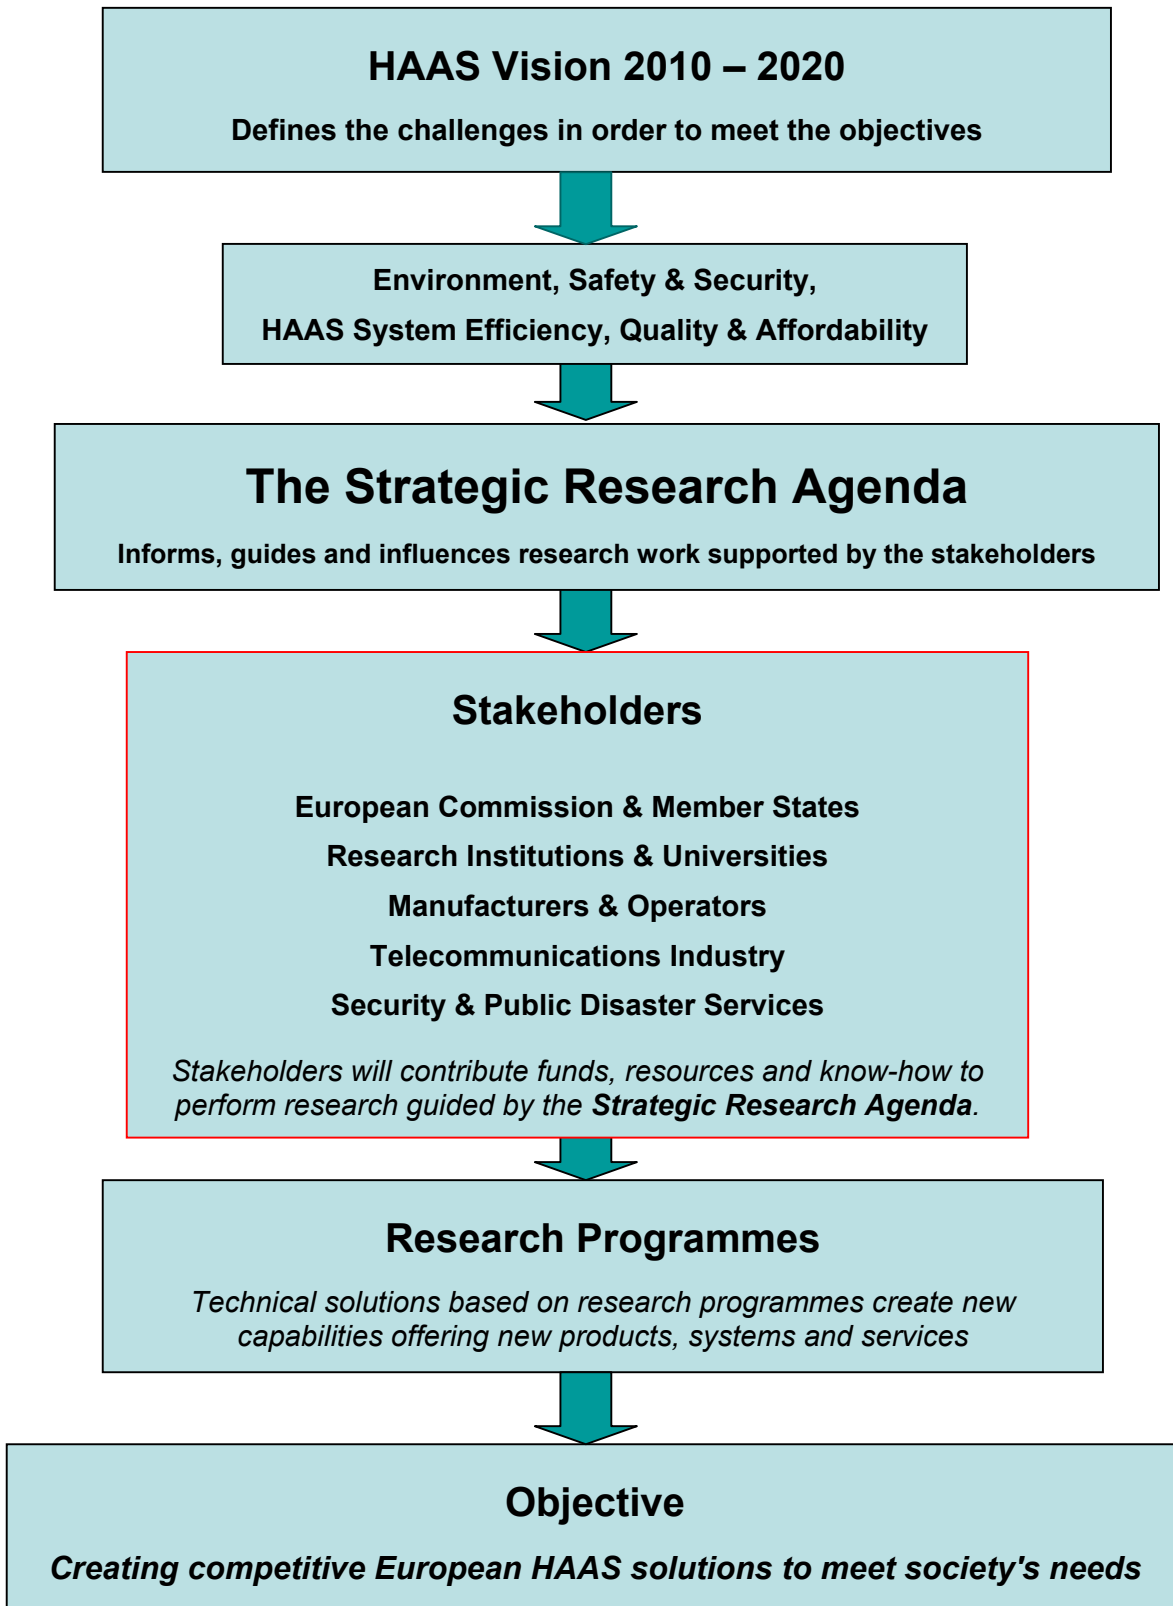 HAAS Vision 2010 – 2020
Defines the challenges in order to meet the objectives
Environment, Safety & Security,
HAAS System Efficiency, Quality & Affordability
The Strategic Research Agenda
Informs, guides and influences research work supported by the stakeholders
Stakeholders
European Commission & Member States
Research Institutions & Universities
Manufacturers & Operators
Telecommunications Industry
Security & Public Disaster Services
Stakeholders will contribute funds, resources and know-how to
perform research guided by the Strategic Research Agenda.
Research Programmes
Technical solutions based on research programmes create new
capabilities offering new products, systems and services
Objective
Creating competitive European HAAS solutions to meet society's needs